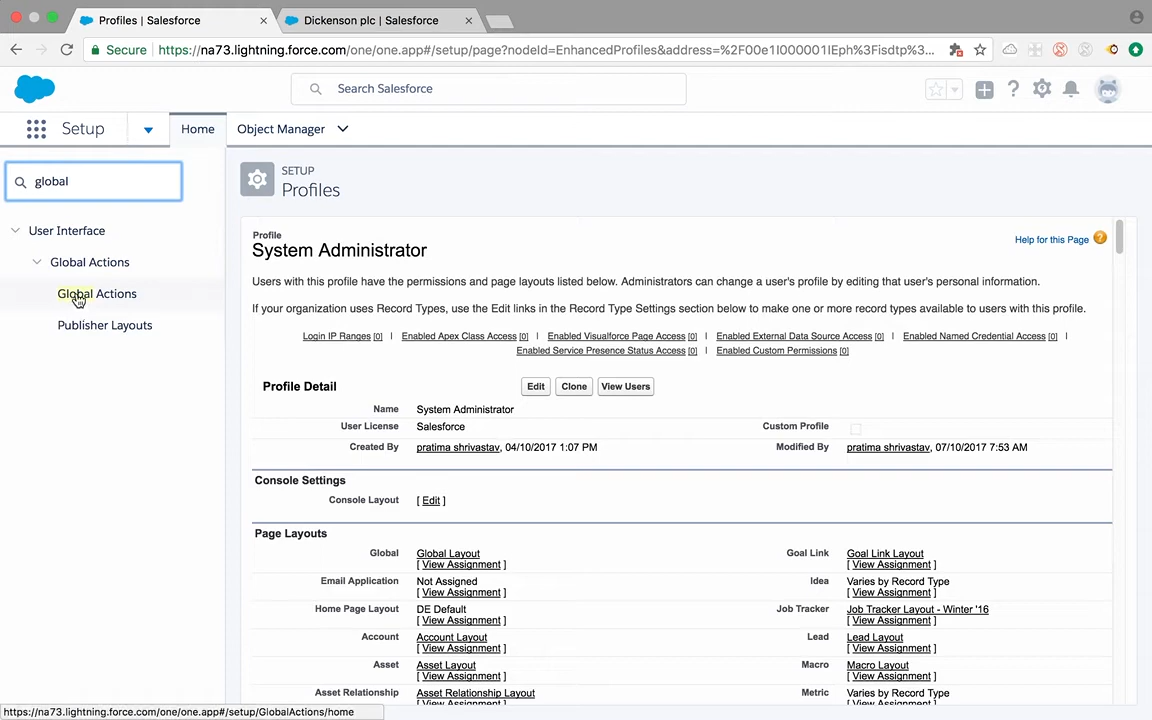 Profiles | Salesforce
Dickenson plc | Salesforce
Secure https://na73.lightning.force.com/one/one.app#/setup/page?nodeId=EnhancedProfiles&address=%2F00e1I000001IEph%3Fisdtp%3...
Search Salesforce
Setup
Home
Object Manager
global
User Interface
Global Actions
Global Actions
Publisher Layouts
SETUP
Profiles
Profile
System Administrator
Help for this Page
Users with this profile have the permissions and page layouts listed below. Administrators can change a user's profile by editing that user's personal information.
If your organization uses Record Types, use the Edit links in the Record Type Settings section below to make one or more record types available to users with this profile.
Login IP Ranges [0] | Enabled Apex Class Access [0] | Enabled Visualforce Page Access [0] | Enabled External Data Source Access [0] | Enabled Named Credential Access [0] |
Enabled Service Presence Status Access [0] | Enabled Custom Permissions [0]
Profile Detail Edit Clone View Users
Name System Administrator
User License Salesforce Custom Profile
Created By pratima shrivastav, 04/10/2017 1:07 PM Modified By pratima shrivastav, 07/10/2017 7:53 AM
Console Settings
Console Layout [ Edit ]
Page Layouts
Global Global Layout Goal Link Goal Link Layout
[ View Assignment ] [ View Assignment ]
Email Application Not Assigned Idea Varies by Record Type
[ View Assignment ] [ View Assignment ]
Home Page Layout DE Default Job Tracker Job Tracker Layout - Winter '16
[ View Assignment ] [ View Assignment ]
Account Account Layout Lead Lead Layout
[ View Assignment ] [ View Assignment ]
Asset Asset Layout Macro Macro Layout
[ View Assignment ] [ View Assignment ]
Asset Relationship Asset Relationship Layout Metric Varies by Record Type
[ View Assignment ] [ View Assignment ]
https://na73.lightning.force.com/one/one.app#/setup/GlobalActions/home